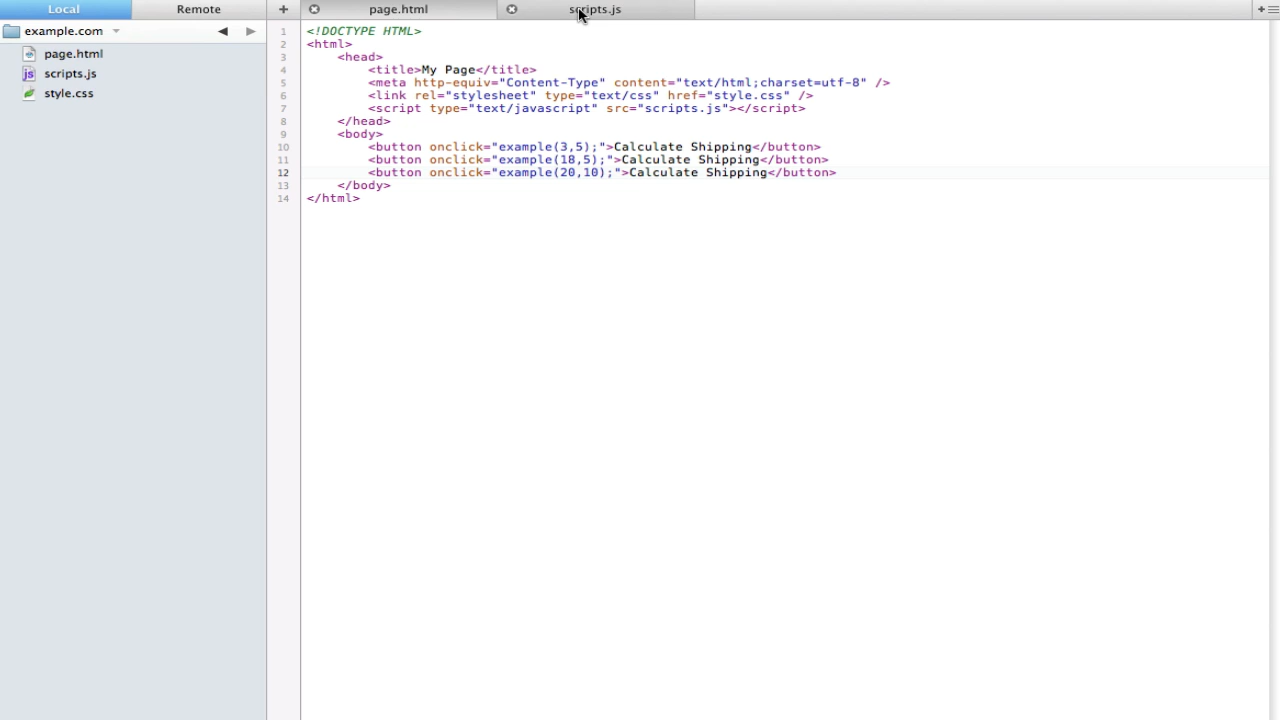 Local Remote + page.html scripts.js +
example.com
page.html
scripts.js
style.css
1 <!DOCTYPE HTML>
2 <html>
3 <head>
4 <title>My Page</title>
5 <meta http-equiv="Content-Type" content="text/html;charset=utf-8" />
6 <link rel="stylesheet" type="text/css" href="style.css" />
7 <script type="text/javascript" src="scripts.js"></script>
8 </head>
9 <body>
10 <button onclick="example(3,5);">Calculate Shipping</button>
11 <button onclick="example(18,5);">Calculate Shipping</button>
12 <button onclick="example(20,10);">Calculate Shipping</button>
13 </body>
14 </html>